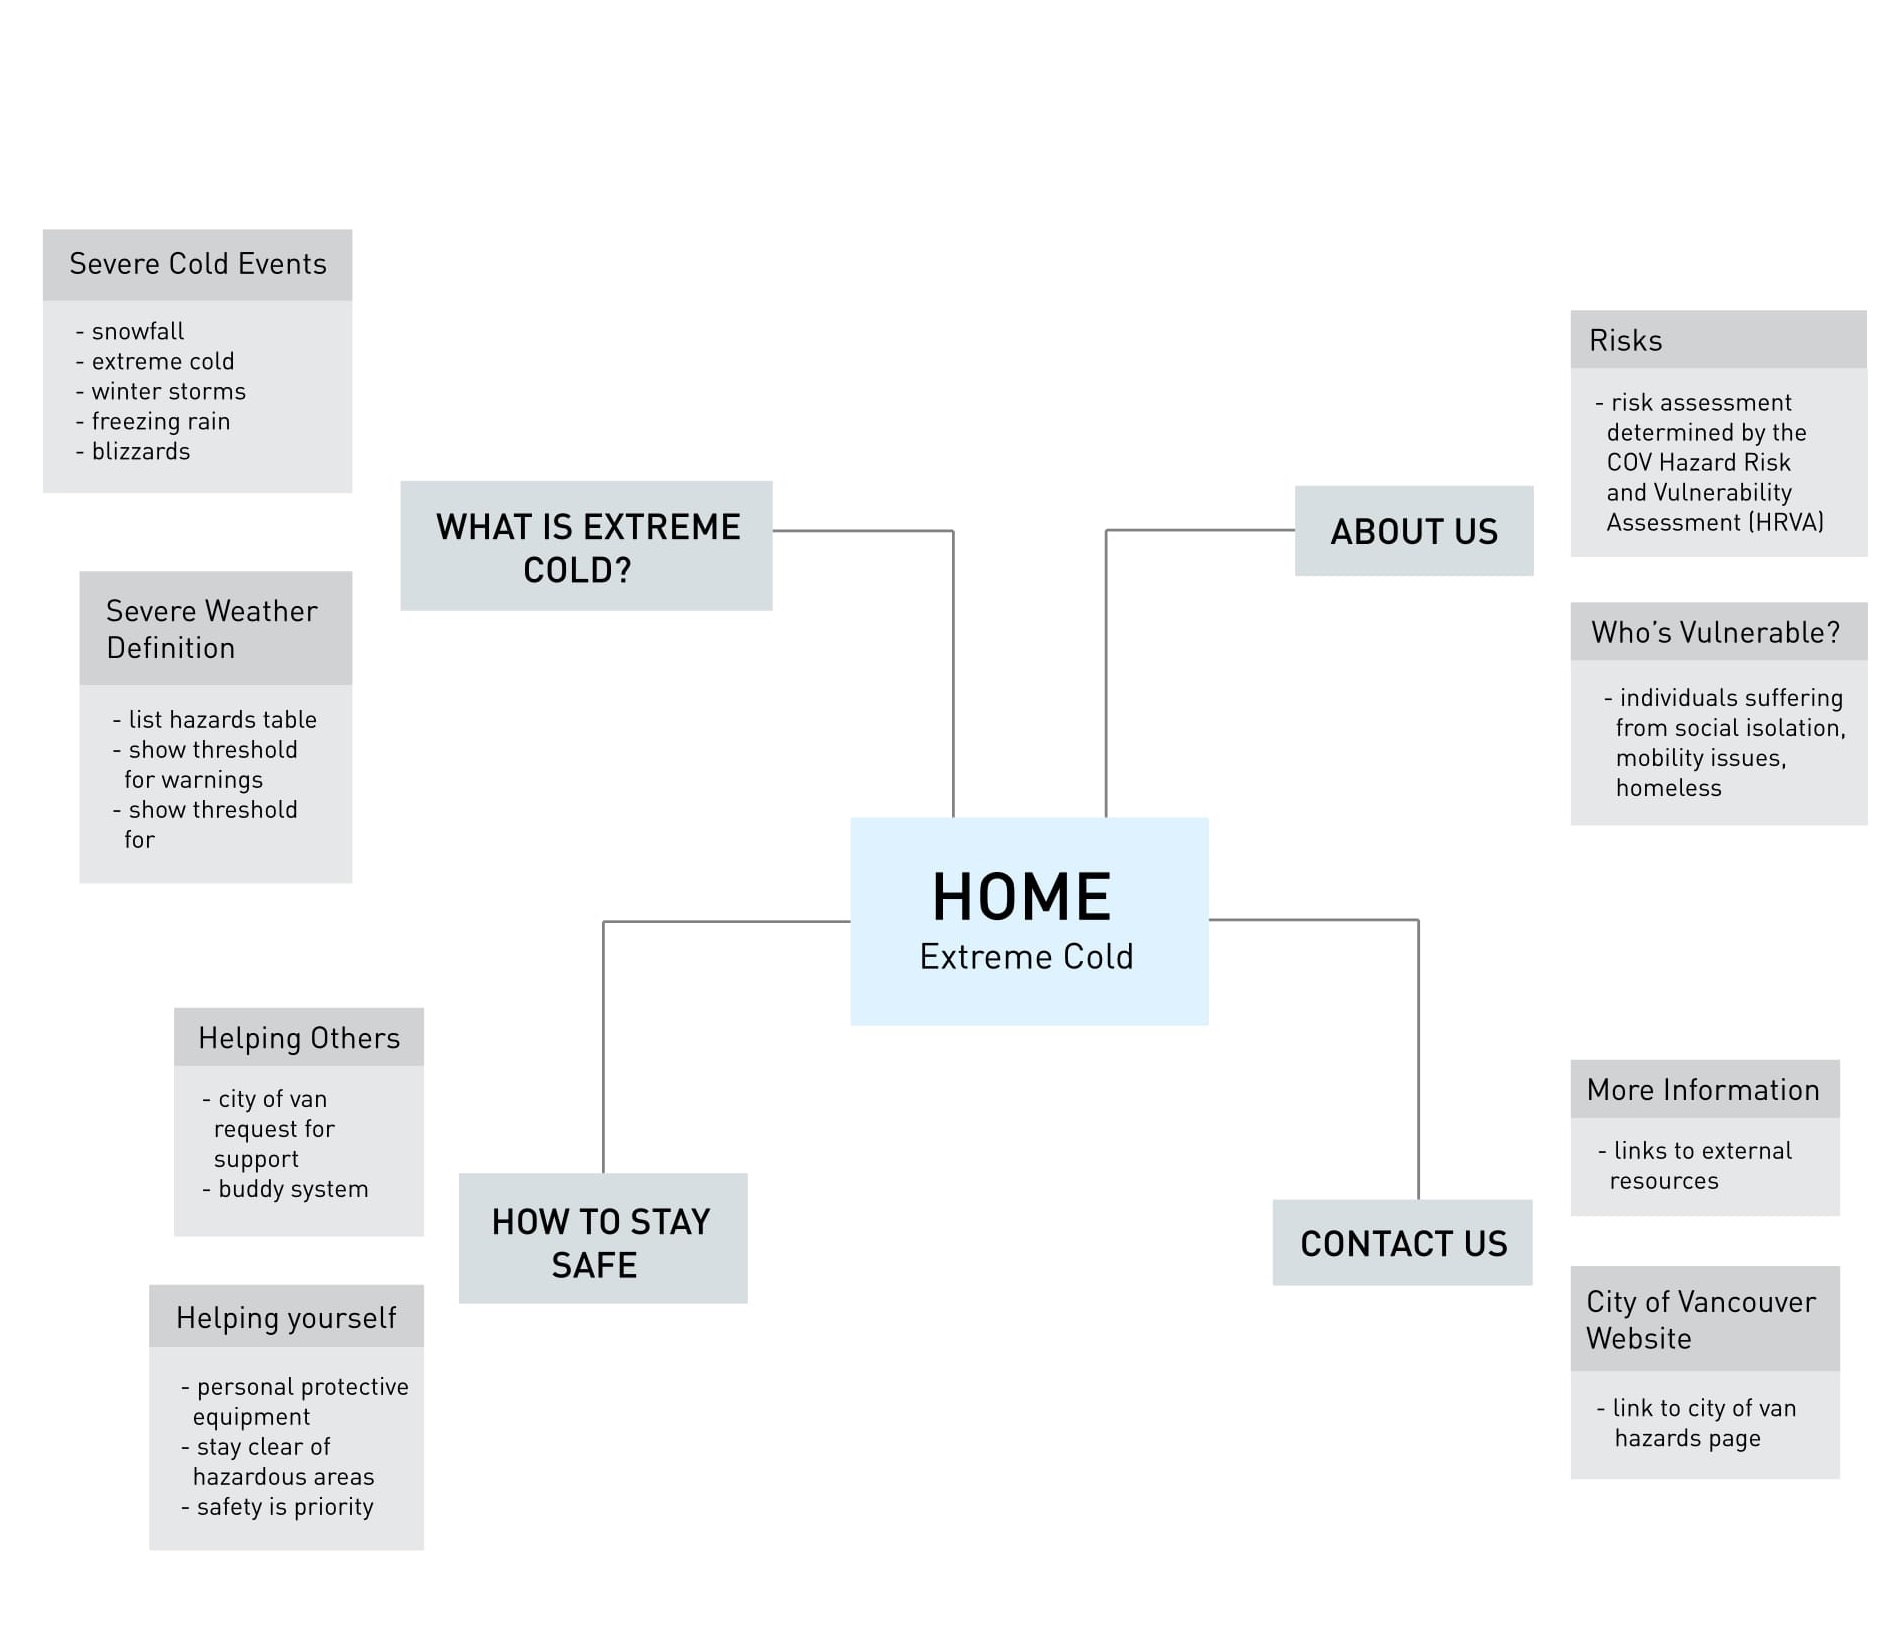 Severe Cold Events
- snowfall
- extreme cold
- winter storms
- freezing rain
- blizzards
WHAT IS EXTREME
COLD?
Severe Weather
Definition
- list hazards table
- show threshold
for warnings
- show threshold
for
ABOUT US
Risks
- risk assessment
determined by the
COV Hazard Risk
and Vulnerability
Assessment (HRVA)
Who’s Vulnerable?
- individuals suffering
from social isolation,
mobility issues,
homeless
HOME
Extreme Cold
Helping Others
- city of van
request for
support
- buddy system
HOW TO STAY
SAFE
Helping yourself
- personal protective
equipment
- stay clear of
hazardous areas
- safety is priority
CONTACT US
More Information
- links to external
resources
City of Vancouver
Website
- link to city of van
hazards page